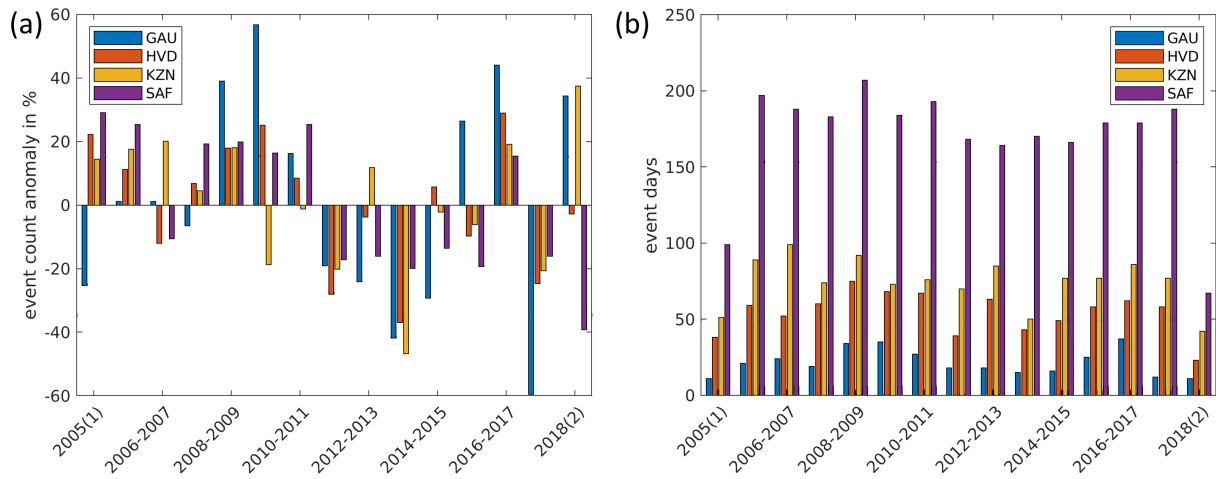 (a)
event count anomaly in %
60
40
20
0
-20
-40
-60
GAU
HVD
KZN
SAF
2005(1)
2006-2007
2008-2009
2010-2011
2012-2013
2014-2015
2016-2017
2018(2)
(b)
event days
250
200
150
100
50
0
GAU
HVD
KZN
SAF
2005(1)
2006-2007
2008-2009
2010-2011
2012-2013
2014-2015
2016-2017
2018(2)